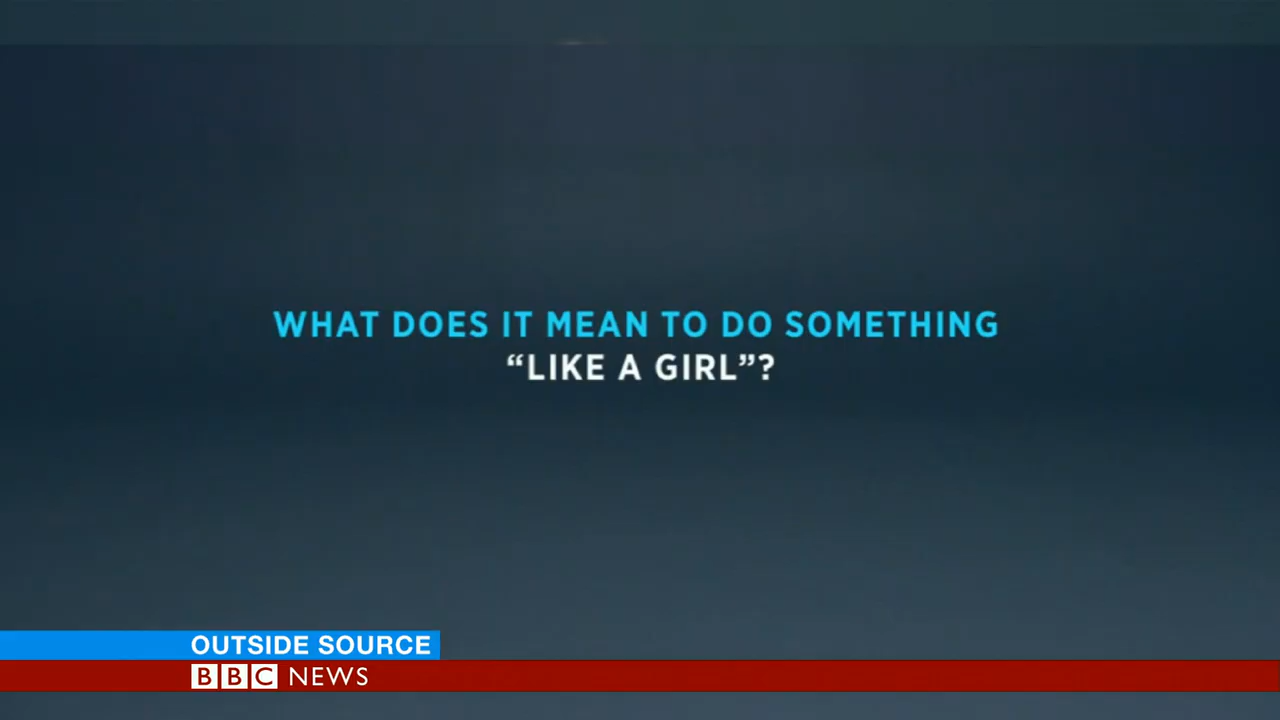 WHAT DOES IT MEAN TO DO SOMETHING
“LIKE A GIRL”?
OUTSIDE SOURCE
BBC NEWS